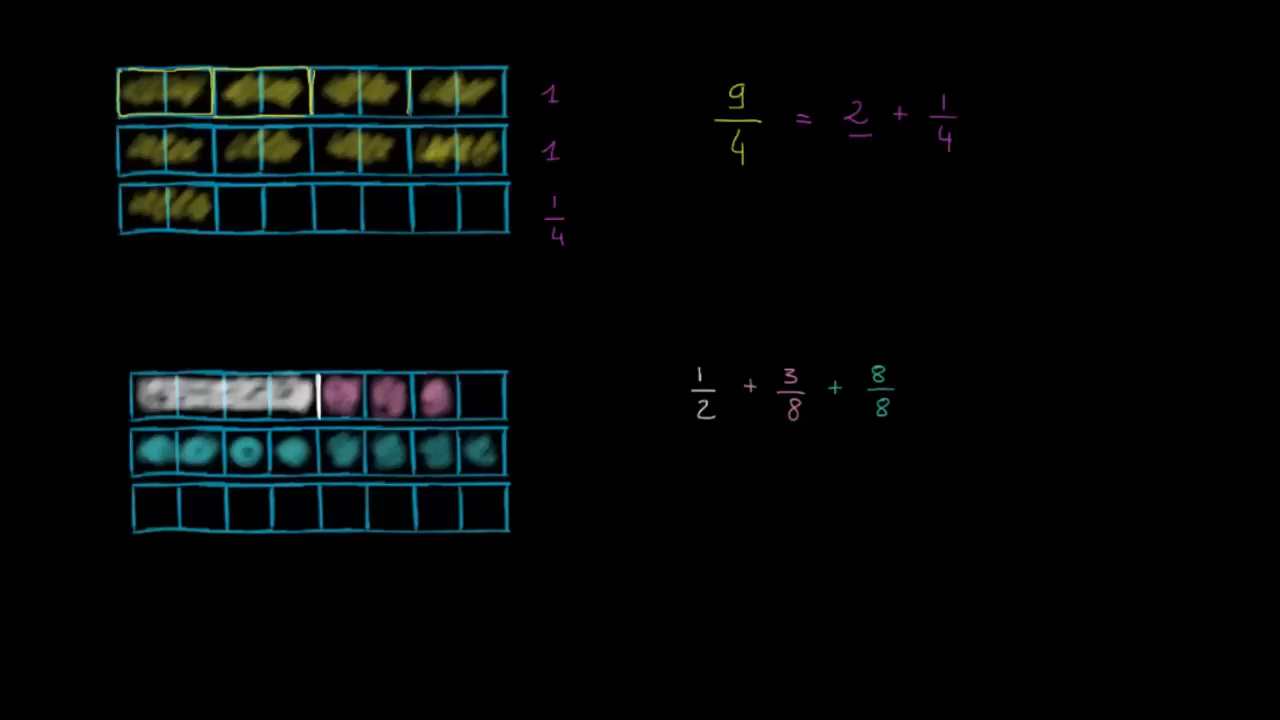 1
1
1/4
9/4 = 2 + 1/4
1/2 + 3/8 + 8/8